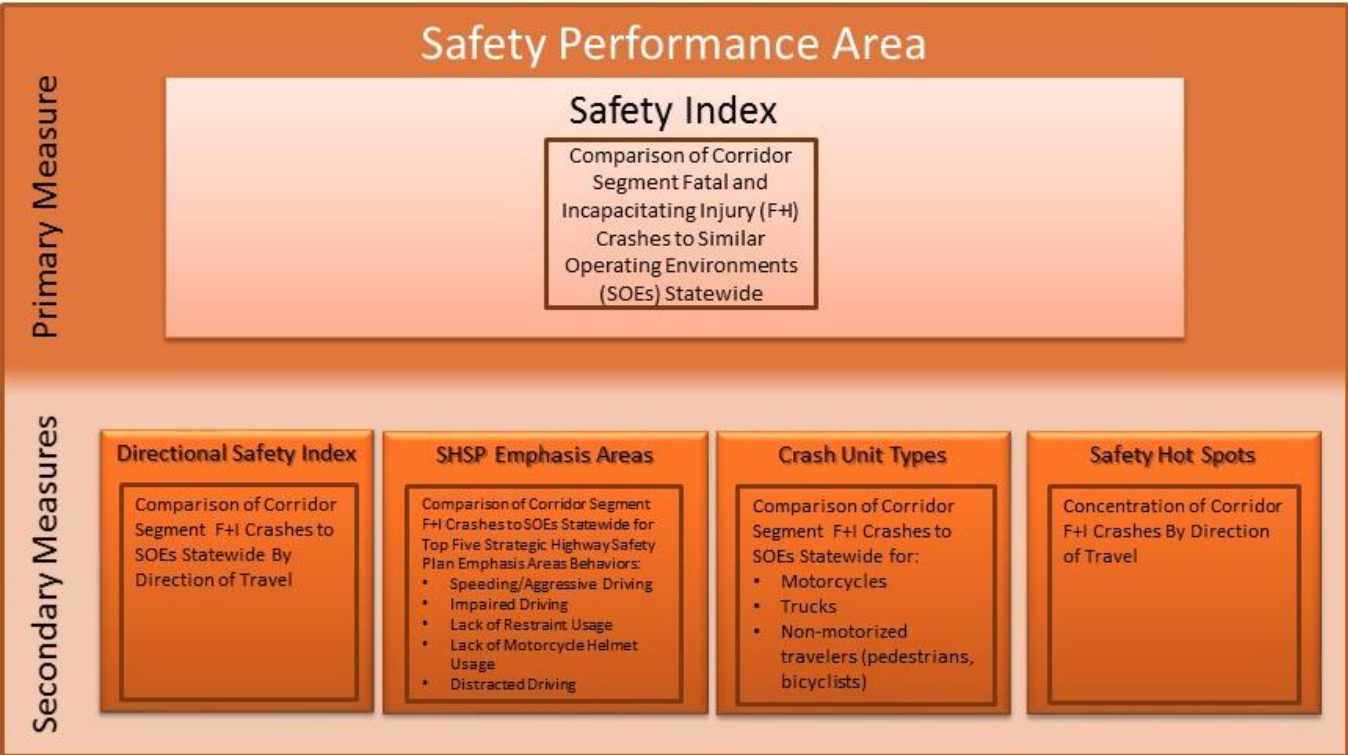 Safety Performance Area
Primary Measure
Safety Index
Comparison of Corridor
Segment Fatal and
Incapacitating Injury (F+I)
Crashes to Similar
Operating Environments
(SOEs) Statewide
Secondary Measures
Directional Safety Index
Comparison of Corridor
Segment F+I Crashes to
SOEs Statewide By
Direction of Travel
SHSP Emphasis Areas
Comparison of Corridor Segment
F+I Crashes to SOEs Statewide for
Top Five Strategic Highway Safety
Plan Emphasis Areas Behaviors:
• Speeding/Aggressive Driving
• Impaired Driving
• Lack of Restraint Usage
• Lack of Motorcycle Helmet
Usage
• Distracted Driving
Crash Unit Types
Comparison of Corridor
Segment F+I Crashes to
SOEs Statewide for:
• Motorcycles
• Trucks
• Non-motorized
travelers (pedestrians,
bicyclists)
Safety Hot Spots
Concentration of Corridor
F+I Crashes By Direction
of Travel